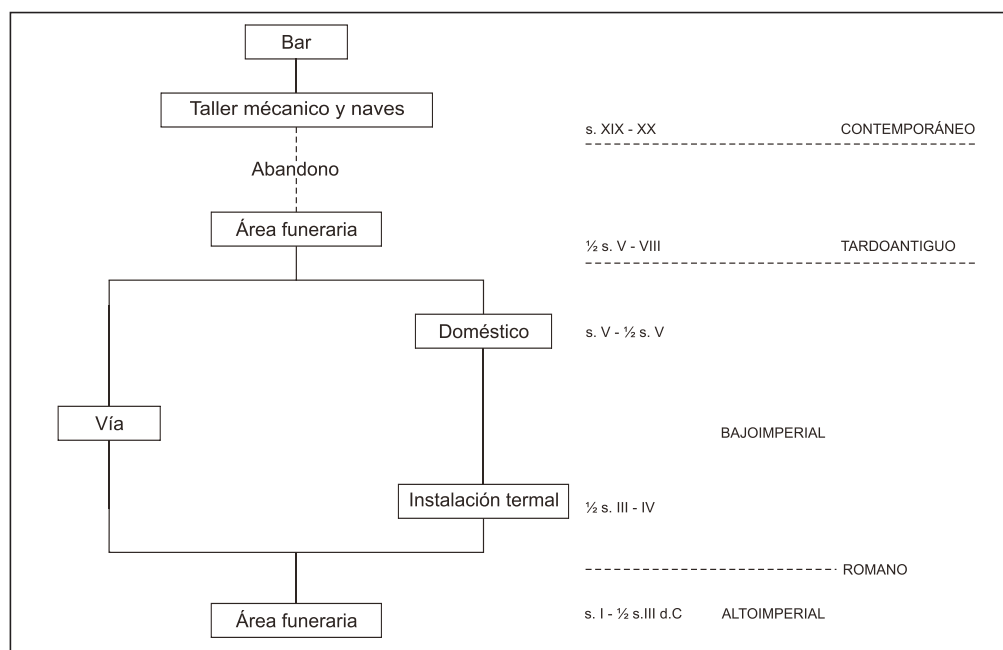 Bar
Taller mécanico y naves
s. XIX - XX CONTEMPORÁNEO
Abandono
Área funeraria
½ s. V - VIII TARDOANTIGUO
Doméstico
s. V - ½ s. V
Vía
BAJOIMPERIAL
Instalación termal
½ s. III - IV
ROMANO
Área funeraria
s. I - ½ s.III d.C ALTOIMPERIAL